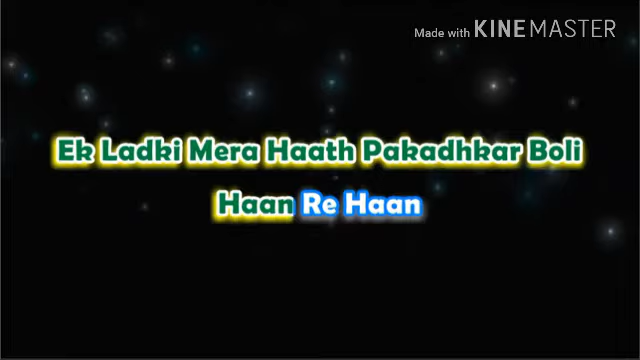 Made with KINEMASTER
Ek Ladki Mera Haath Pakadhkar Boli
Haan Re Haan